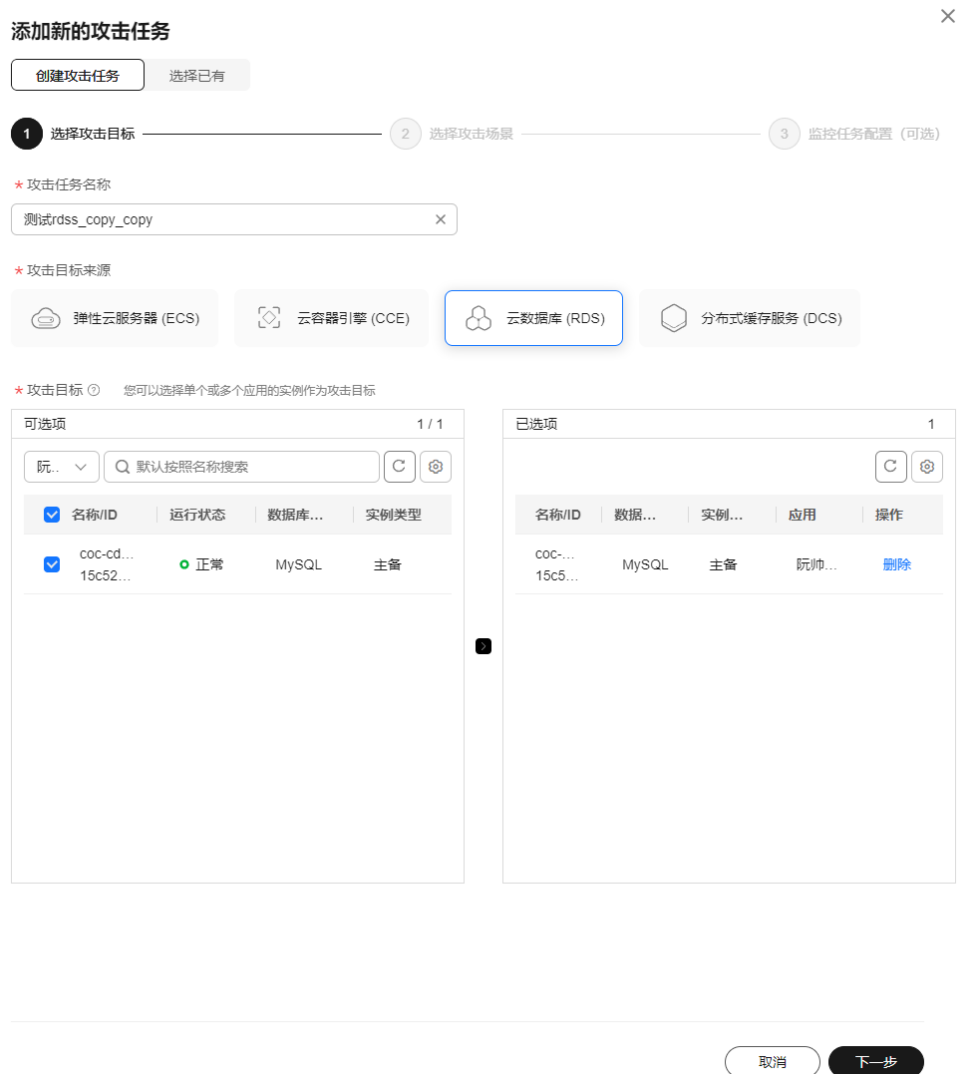 添加新的攻击任务
创建攻击任务 选择已有
1 选择攻击目标 2 选择攻击场景 3 监控任务配置 (可选)
* 攻击任务名称
测试rdss_copy_copy
* 攻击目标来源
弹性云服务器 (ECS) 云容器引擎 (CCE) 云数据库 (RDS) 分布式缓存服务 (DCS)
* 攻击目标 您可以选择单个或多个应用的实例作为攻击目标
可选项 1 / 1 已选项 1
阮.. 默认按照名称搜索
名称/ID 运行状态 数据库... 实例类型 名称/ID 数据... 实例... 应用 操作
coc-cd... 正常 MySQL 主备 coc-... MySQL 主备 阮帅... 删除
15c52... 15c5...
取消 下一步